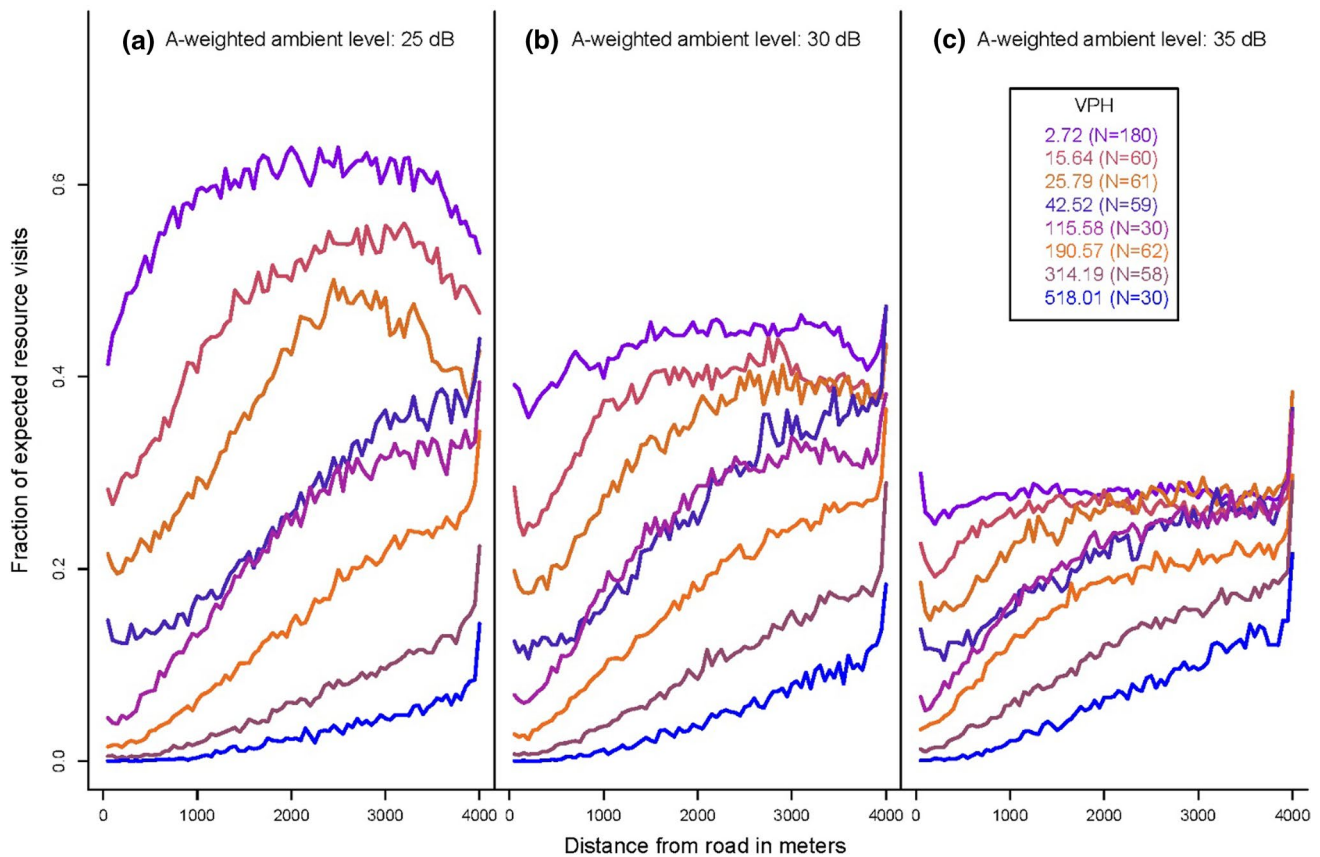 (a) A-weighted ambient level: 25 dB
(b) A-weighted ambient level: 30 dB
(c) A-weighted ambient level: 35 dB
VPH
2.72 (N=180)
15.64 (N=60)
25.79 (N=61)
42.52 (N=59)
115.58 (N=30)
190.57 (N=62)
314.19 (N=58)
518.01 (N=30)
Fraction of expected resource visits
0.6
0.4
0.2
0.0
0 1000 2000 3000 4000
0 1000 2000 3000 4000
0 1000 2000 3000 4000
Distance from road in meters